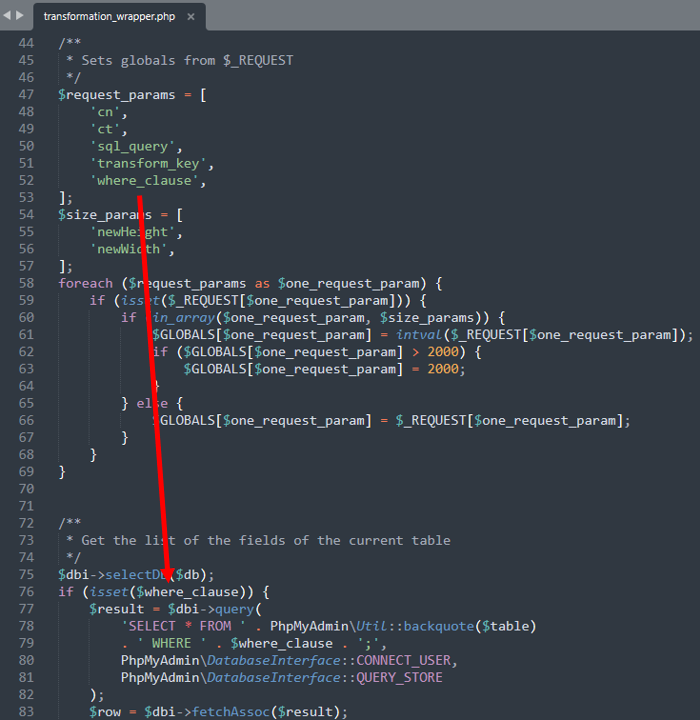 transformation_wrapper.php ×
44 /**
45  * Sets globals from $_REQUEST
46  */
47 $request_params = [
48     'cn',
49     'ct',
50     'sql_query',
51     'transform_key',
52     'where_clause',
53 ];
54 $size_params = [
55     'newHeight',
56     'newWidth',
57 ];
58 foreach ($request_params as $one_request_param) {
59     if (isset($_REQUEST[$one_request_param])) {
60         if in_array($one_request_param, $size_params)) {
61             $GLOBALS[$one_request_param] = intval($_REQUEST[$one_request_param]);
62             if ($GLOBALS[$one_request_param] > 2000) {
63                 $GLOBALS[$one_request_param] = 2000;
64             }
65         } else {
66             $GLOBALS[$one_request_param] = $_REQUEST[$one_request_param];
67         }
68     }
69 }
70
71
72 /**
73  * Get the list of the fields of the current table
74  */
75 $dbi->selectDb($db);
76 if (isset($where_clause)) {
77     $result = $dbi->query(
78         'SELECT * FROM ' . PhpMyAdmin\Util::backquote($table)
79         . ' WHERE ' . $where_clause . ';',
80         PhpMyAdmin\DatabaseInterface::CONNECT_USER,
81         PhpMyAdmin\DatabaseInterface::QUERY_STORE
82     );
83     $row = $dbi->fetchAssoc($result);